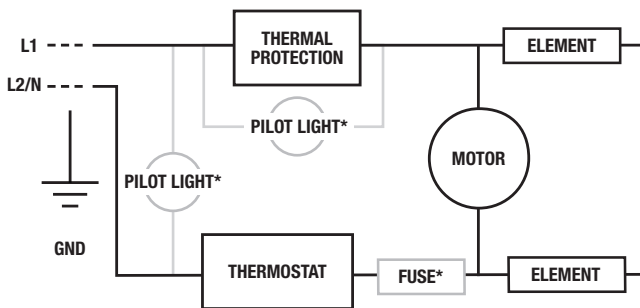 L1
THERMAL
PROTECTION
ELEMENT
L2/N
PILOT LIGHT*
MOTOR
PILOT LIGHT*
GND
THERMOSTAT
FUSE*
ELEMENT